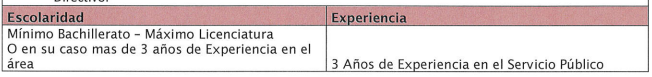 Directivo.
Escolaridad
Experiencia
Mínimo Bachillerato – Máximo Licenciatura
O en su caso mas de 3 años de Experiencia en el
área
3 Años de Experiencia en el Servicio Público